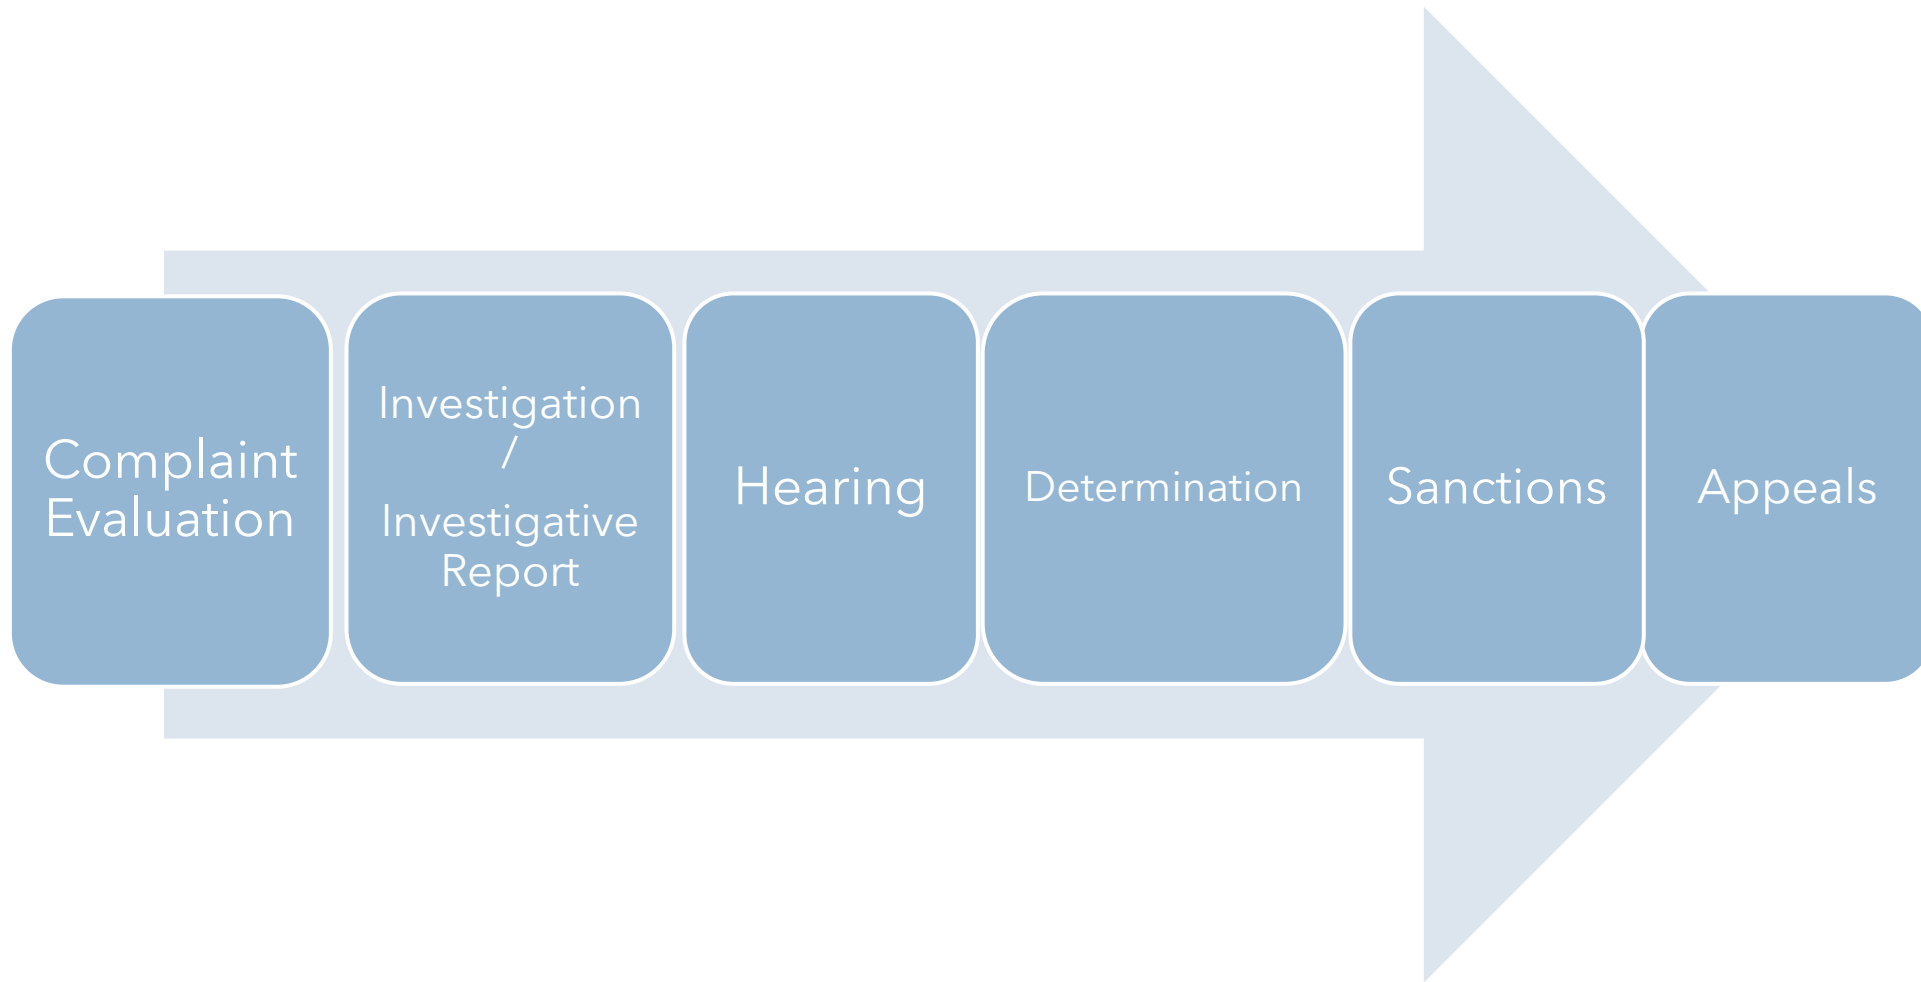 Complaint
Evaluation
Investigation
/
Investigative
Report
Hearing
Determination
Sanctions
Appeals